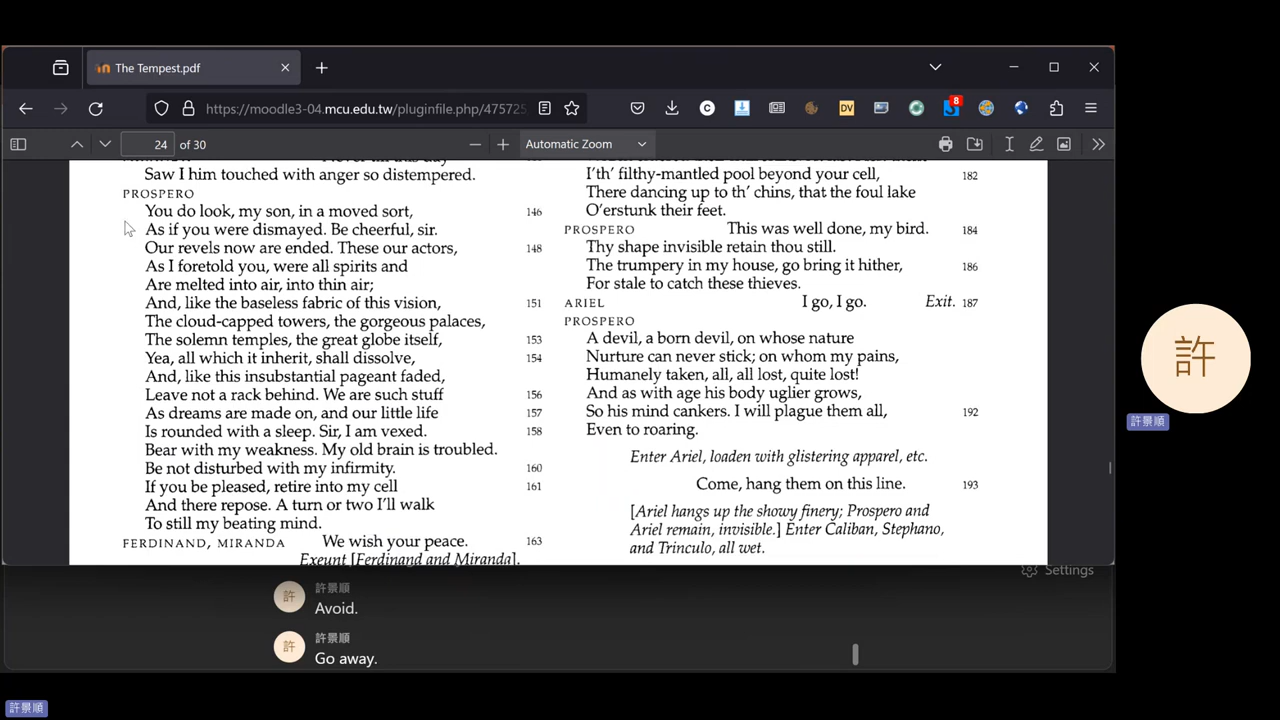 The Tempest.pdf
https://moodle3-04.mcu.edu.tw/pluginfile.php/475725
DV
8
24 of 30
Automatic Zoom
Never till this day
Saw I him touched with anger so distempered.
PROSPERO
You do look, my son, in a moved sort, 146
As if you were dismayed. Be cheerful, sir.
Our revels now are ended. These our actors, 148
As I foretold you, were all spirits and
Are melted into air, into thin air;
And, like the baseless fabric of this vision, 151
The cloud-capped towers, the gorgeous palaces,
The solemn temples, the great globe itself, 153
Yea, all which it inherit, shall dissolve, 154
And, like this insubstantial pageant faded,
Leave not a rack behind. We are such stuff 156
As dreams are made on, and our little life 157
Is rounded with a sleep. Sir, I am vexed. 158
Bear with my weakness. My old brain is troubled.
Be not disturbed with my infirmity. 160
If you be pleased, retire into my cell 161
And there repose. A turn or two I'll walk
To still my beating mind.
FERDINAND, MIRANDA We wish your peace. 163
Exeunt [Ferdinand and Miranda].
I'th' filthy-mantled pool beyond your cell, 182
There dancing up to th' chins, that the foul lake
O'erstunk their feet.
PROSPERO This was well done, my bird. 184
Thy shape invisible retain thou still.
The trumpery in my house, go bring it hither, 186
For stale to catch these thieves.
ARIEL I go, I go. Exit. 187
PROSPERO
A devil, a born devil, on whose nature
Nurture can never stick; on whom my pains,
Humanely taken, all, all lost, quite lost!
And as with age his body uglier grows,
So his mind cankers. I will plague them all, 192
Even to roaring.
Enter Ariel, loaden with glistering apparel, etc.
Come, hang them on this line. 193
[Ariel hangs up the showy finery; Prospero and
Ariel remain, invisible.] Enter Caliban, Stephano,
and Trinculo, all wet.
Settings
許
許景順
Avoid.
許
許景順
Go away.
許
許景順
許景順